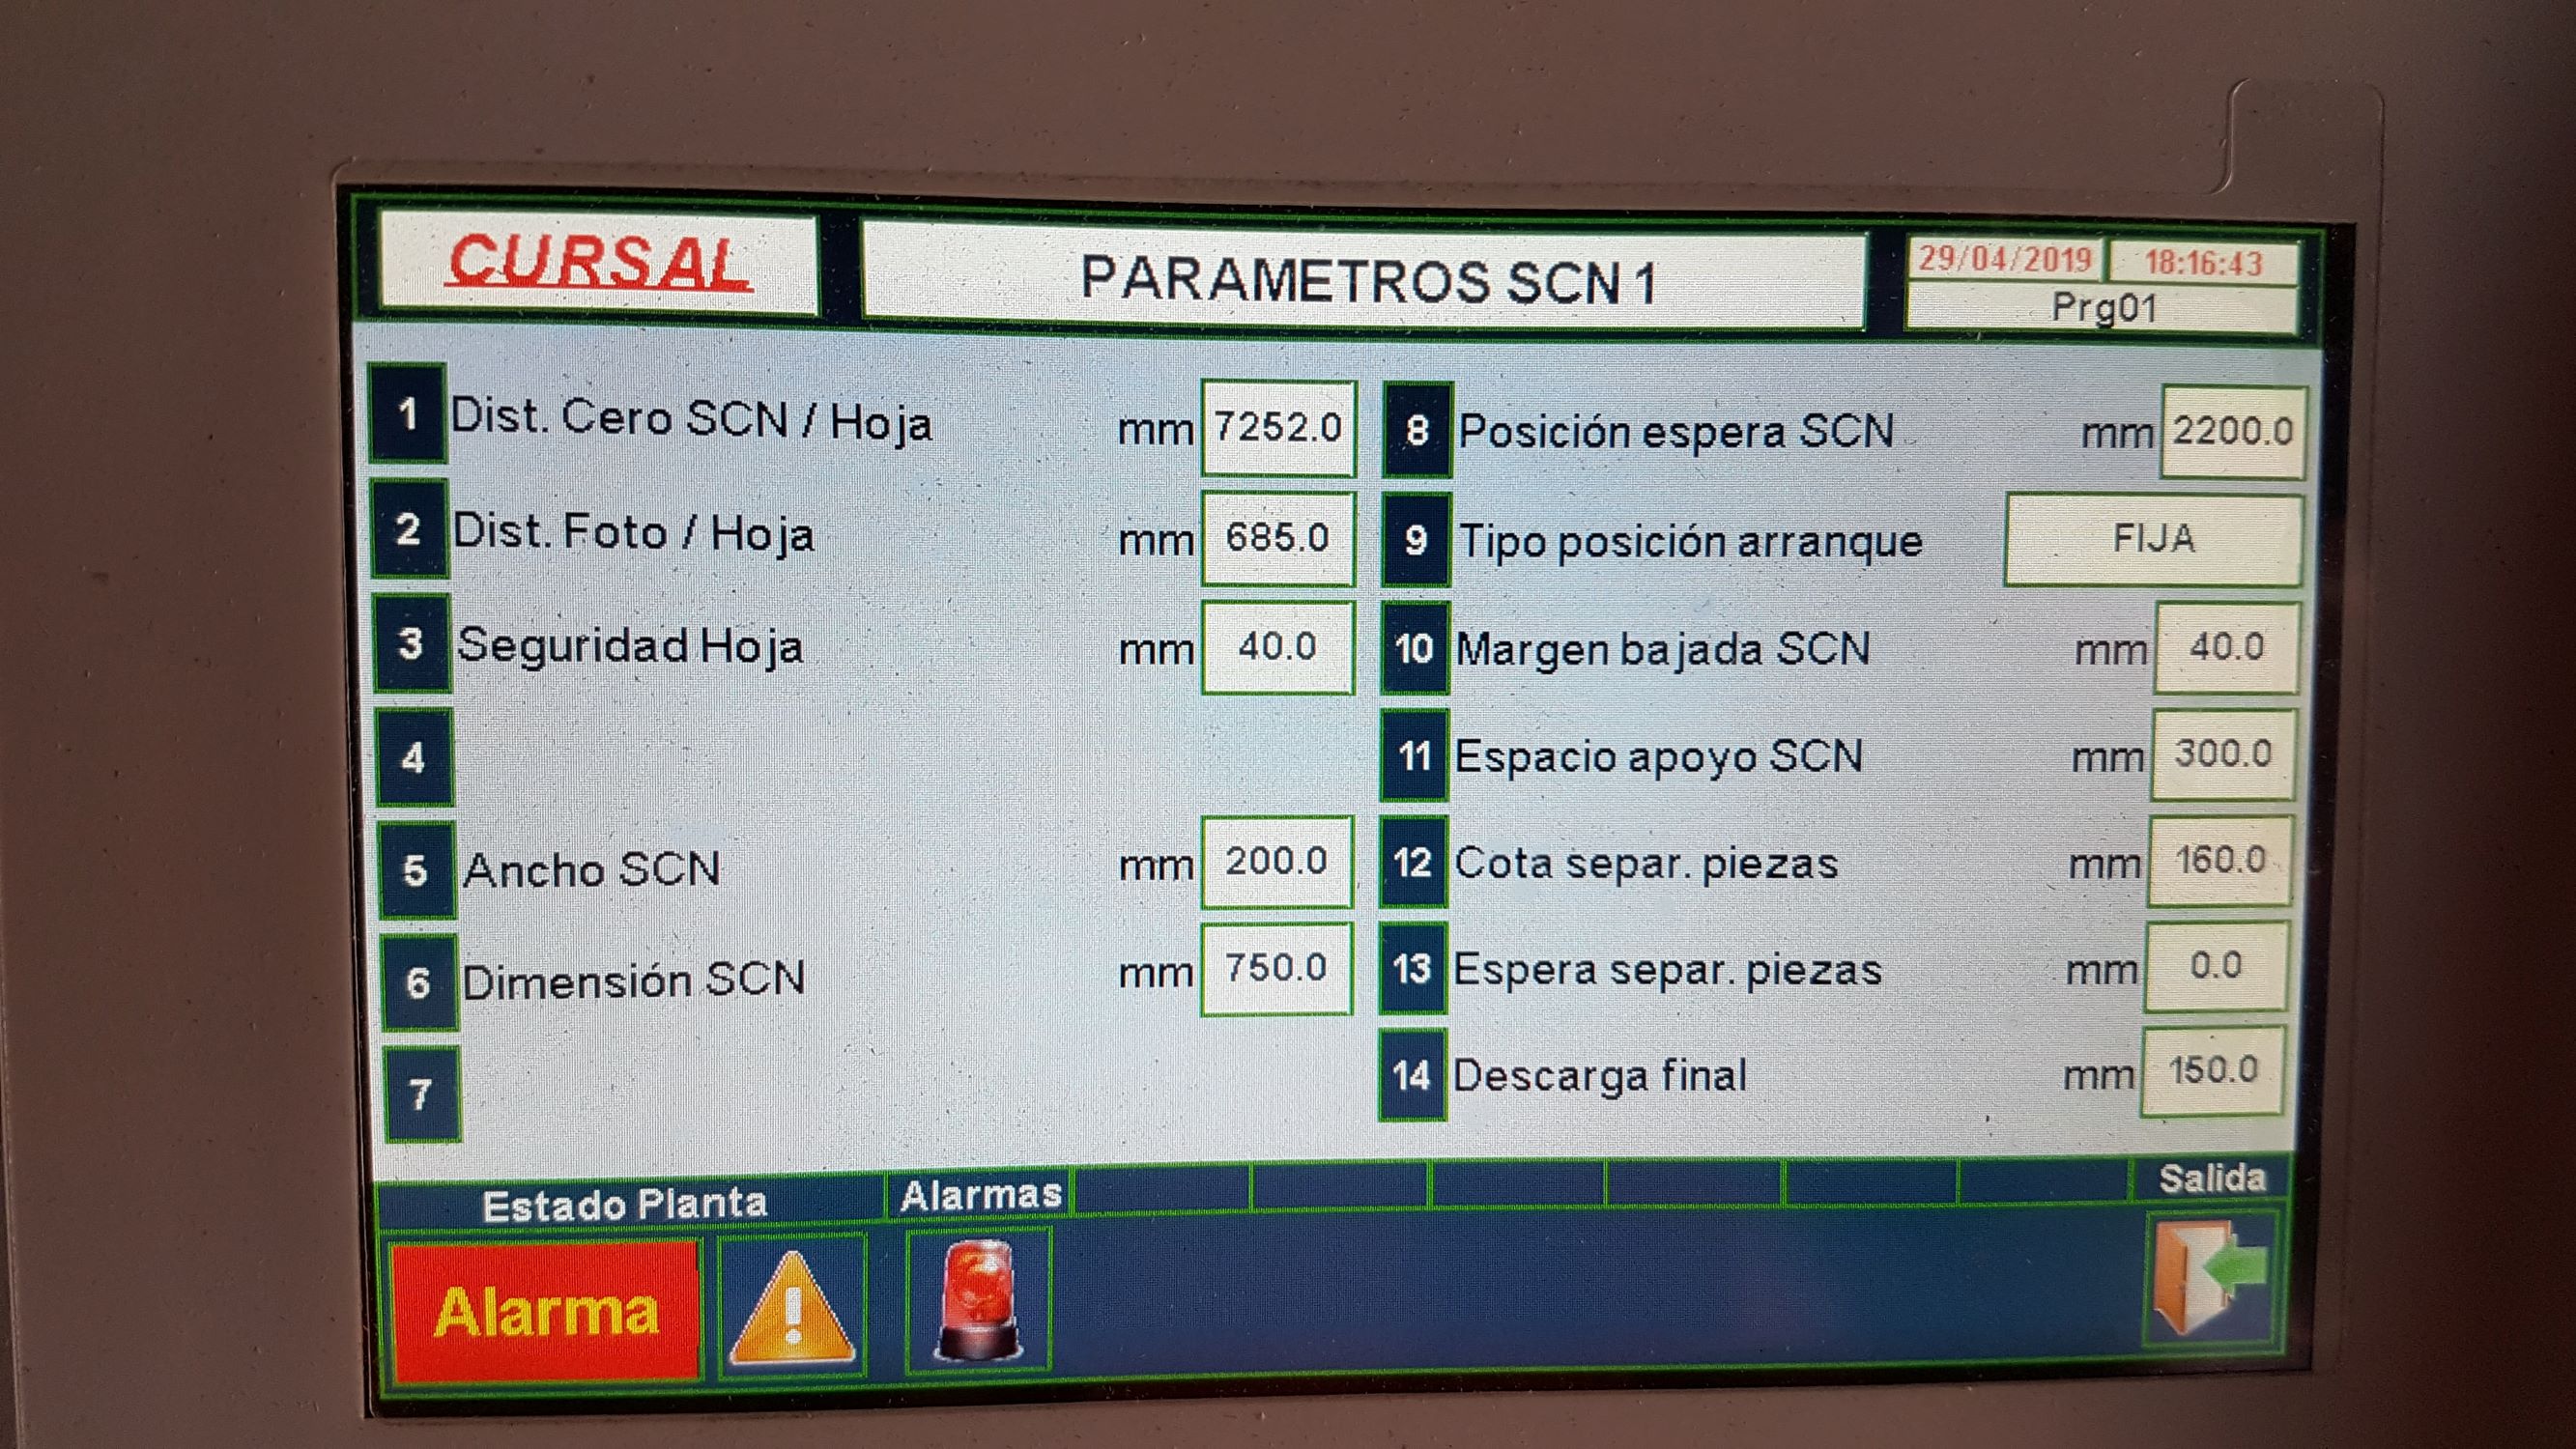 CURSAL
PARAMETROS SCN 1
29/04/2019 18:16:43
Prg01
1 Dist. Cero SCN / Hoja mm 7252.0
2 Dist. Foto / Hoja mm 685.0
3 Seguridad Hoja mm 40.0
4
5 Ancho SCN mm 200.0
6 Dimensión SCN mm 750.0
7
8 Posición espera SCN mm 2200.0
9 Tipo posición arranque FIJA
10 Margen bajada SCN mm 40.0
11 Espacio apoyo SCN mm 300.0
12 Cota separ. piezas mm 160.0
13 Espera separ. piezas mm 0.0
14 Descarga final mm 150.0
Estado Planta Alarmas Salida
Alarma